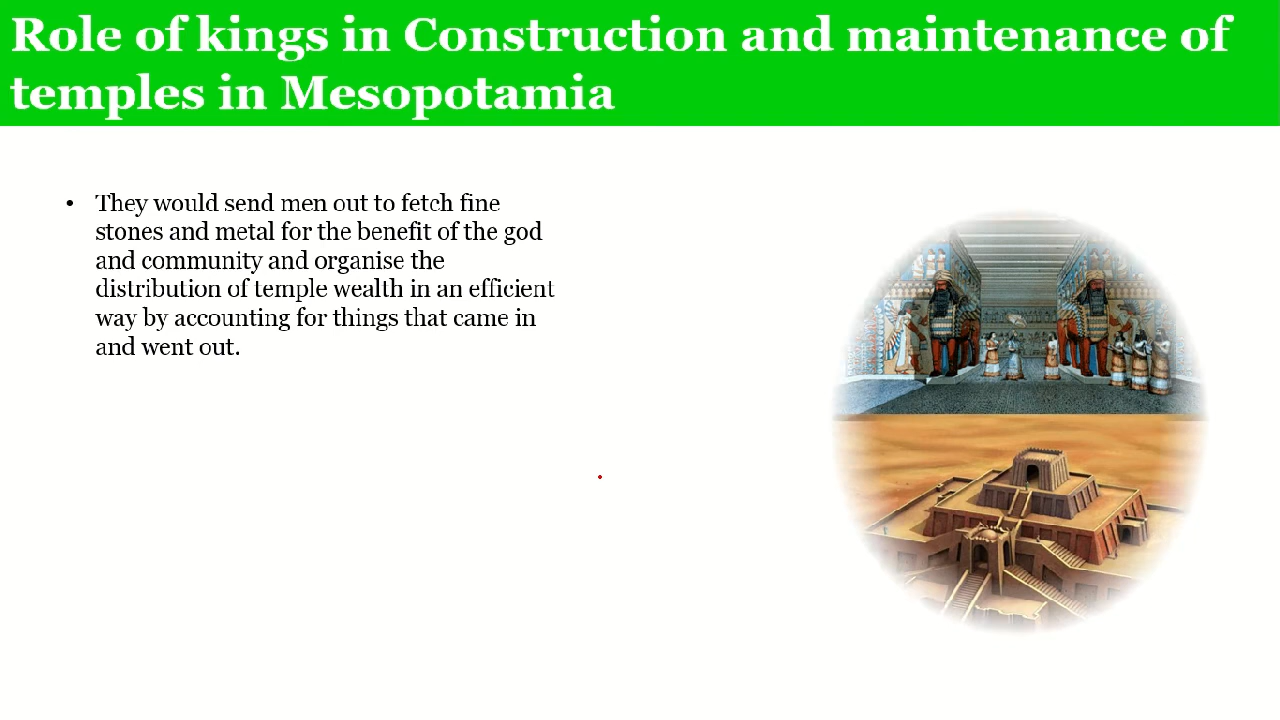 Role of kings in Construction and maintenance of
temples in Mesopotamia
• They would send men out to fetch fine
stones and metal for the benefit of the god
and community and organise the
distribution of temple wealth in an efficient
way by accounting for things that came in
and went out.